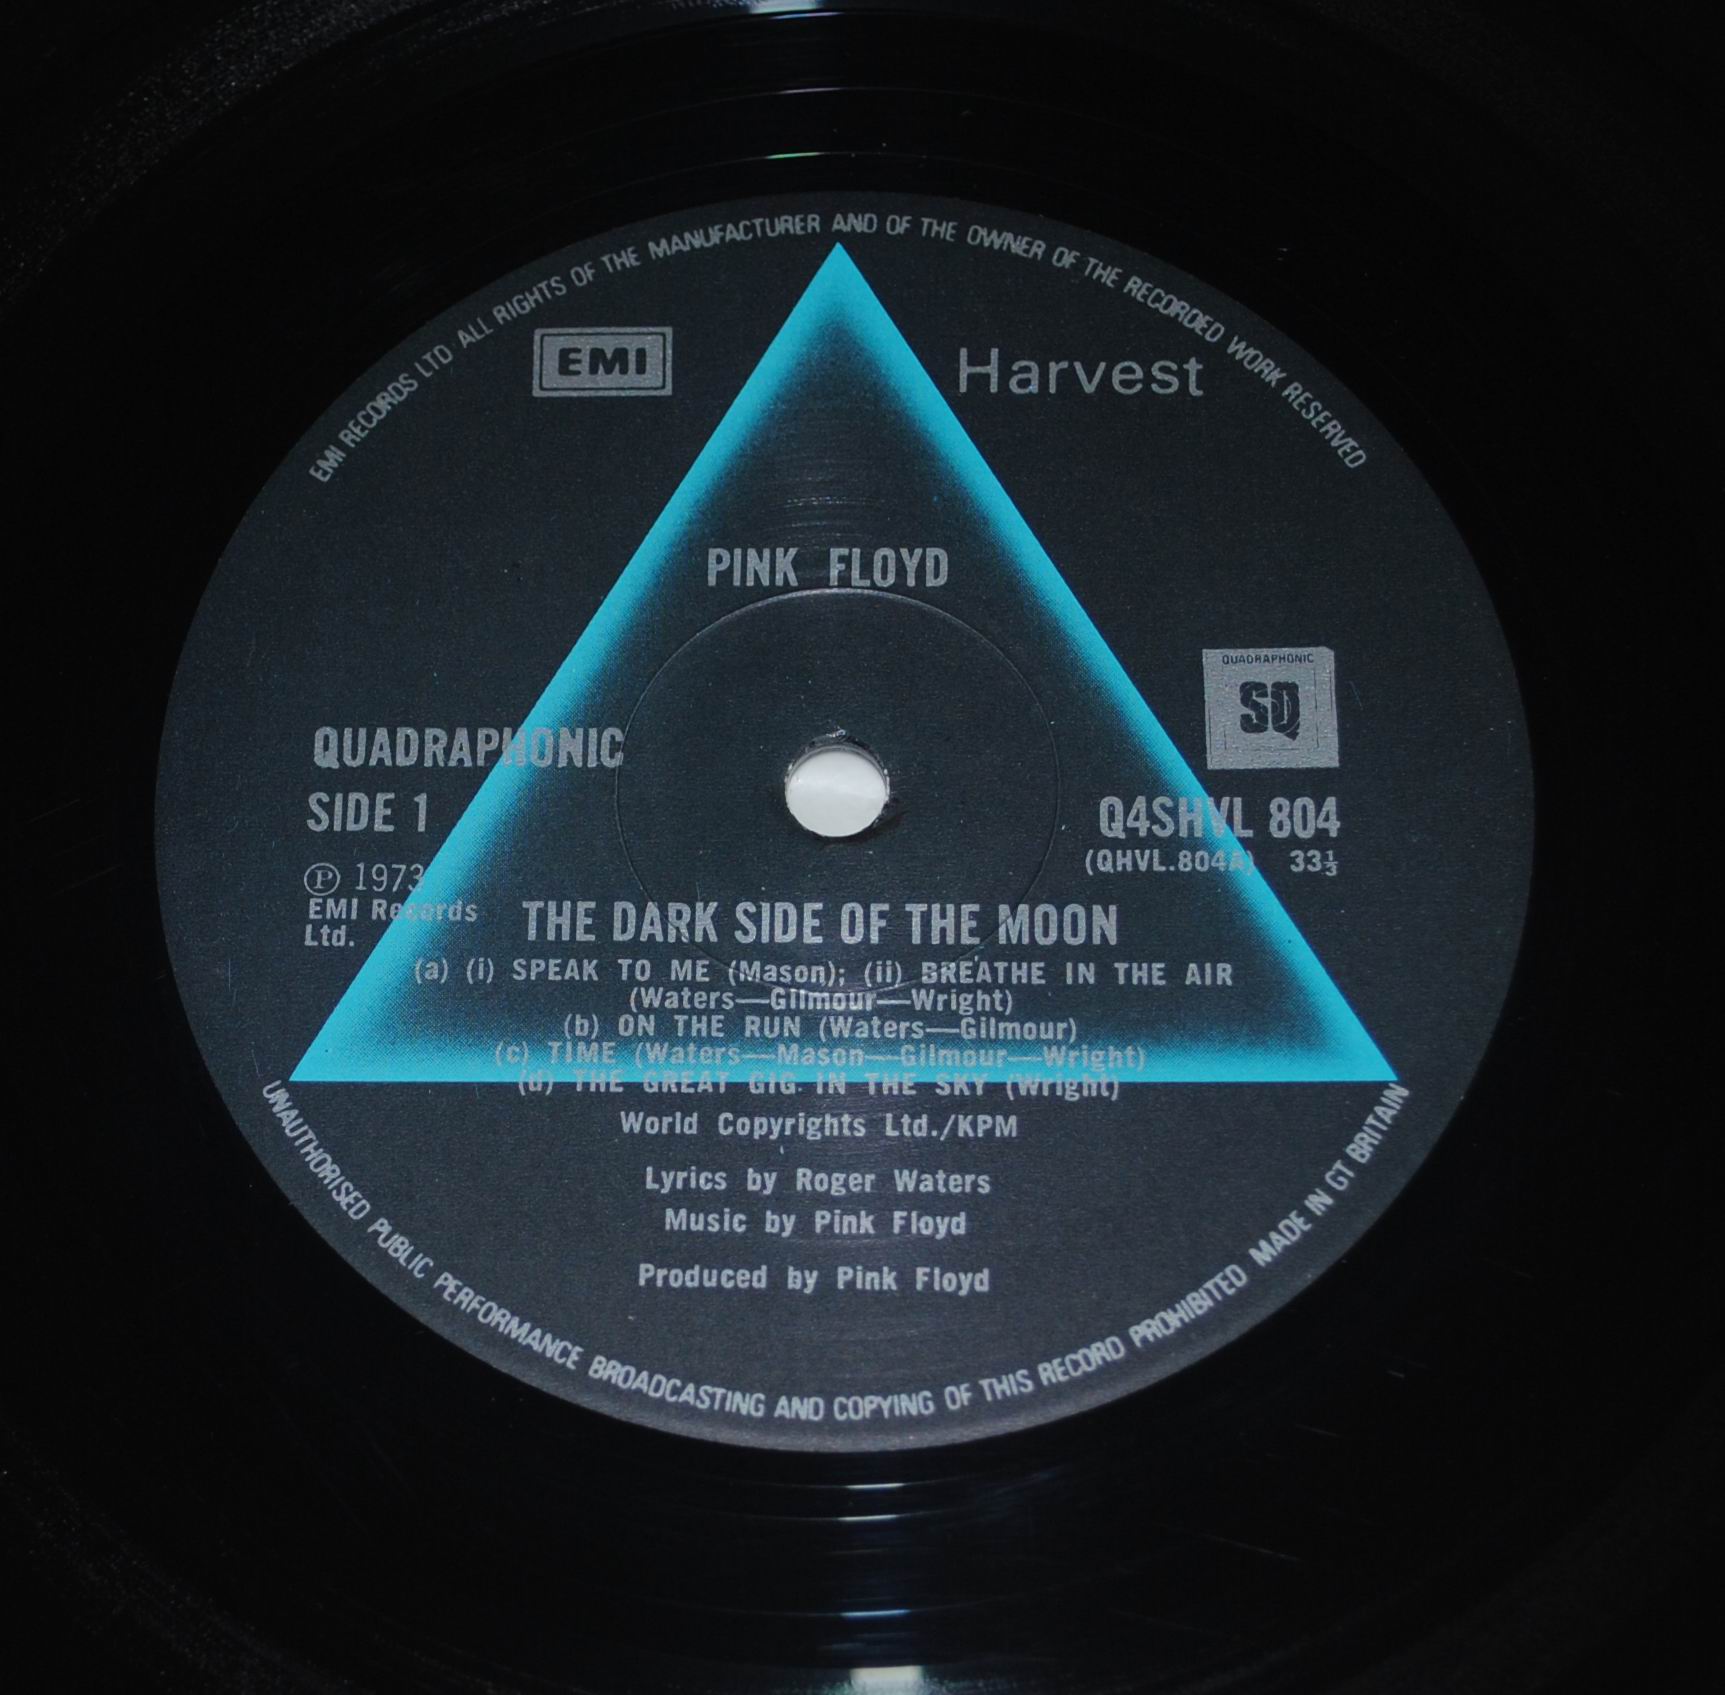 EMI RECORDS LTD ALL RIGHTS OF THE MANUFACTURER AND OF THE OWNER OF THE RECORDED WORK RESERVED
EMI
Harvest
PINK FLOYD
QUADRAPHONIC
SQ
QUADRAPHONIC
SIDE 1
Q4SHVL 804
(QHVL.804A) 33⅓
℗ 1973
EMI Records
Ltd.
THE DARK SIDE OF THE MOON
(a) (i) SPEAK TO ME (Mason); (ii) BREATHE IN THE AIR
(Waters—Gilmour—Wright)
(b) ON THE RUN (Waters—Gilmour)
(c) TIME (Waters—Mason—Gilmour—Wright)
(d) THE GREAT GIG IN THE SKY (Wright)
World Copyrights Ltd./KPM
Lyrics by Roger Waters
Music by Pink Floyd
Produced by Pink Floyd
UNAUTHORISED PUBLIC PERFORMANCE BROADCASTING AND COPYING OF THIS RECORD PROHIBITED MADE IN GT BRITAIN